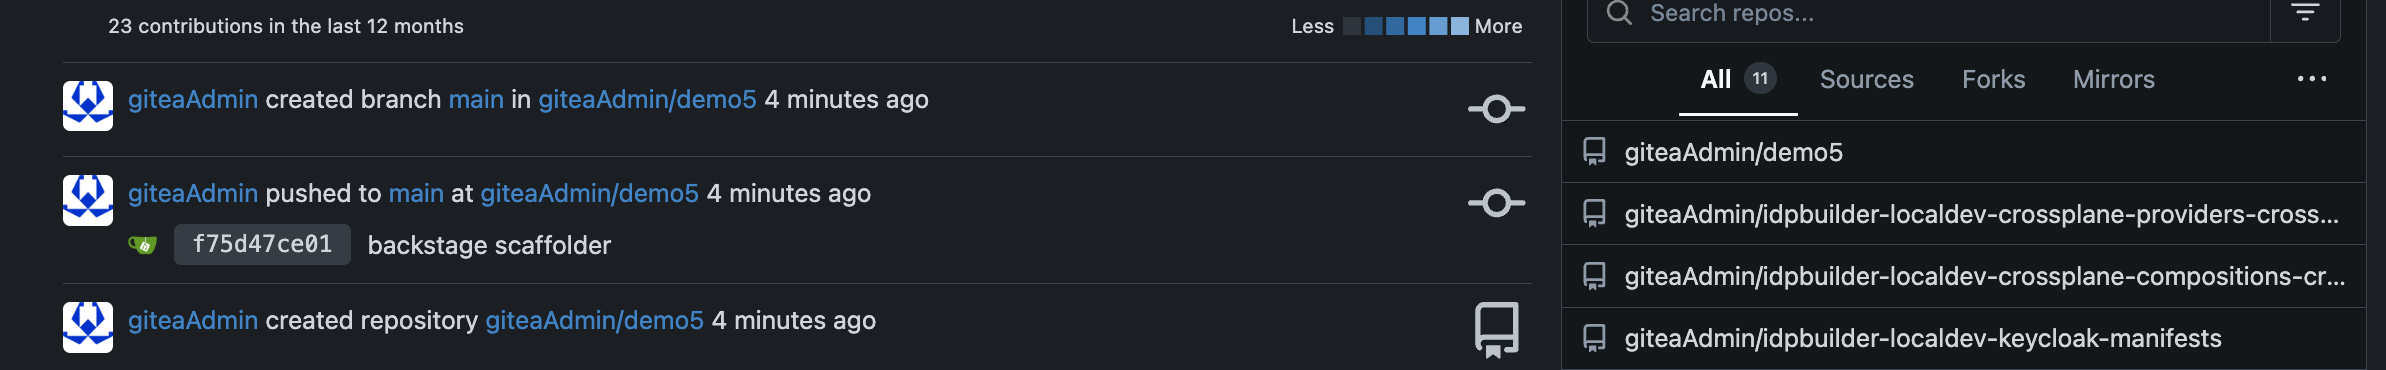 23 contributions in the last 12 months
Less More
giteaAdmin created branch main in giteaAdmin/demo5 4 minutes ago
giteaAdmin pushed to main at giteaAdmin/demo5 4 minutes ago
f75d47ce01 backstage scaffolder
giteaAdmin created repository giteaAdmin/demo5 4 minutes ago
Search repos...
All 11 Sources Forks Mirrors
giteaAdmin/demo5
giteaAdmin/idpbuilder-localdev-crossplane-providers-cross...
giteaAdmin/idpbuilder-localdev-crossplane-compositions-cr...
giteaAdmin/idpbuilder-localdev-keycloak-manifests